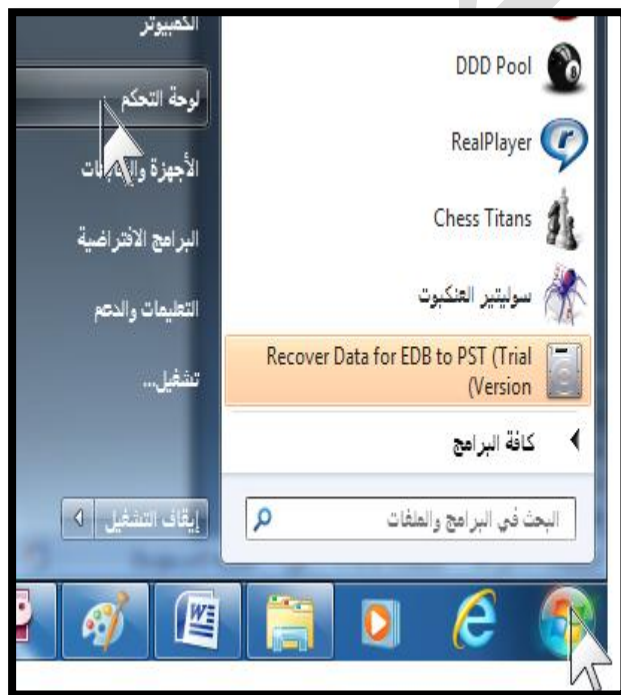 DDD Pool
RealPlayer
Chess Titans
سوليتير العنكبوت
Recover Data for EDB to PST (Trial
(Version
كافة البرامج
البحث في البرامج والملفات
الكمبيوتر
لوحة التحكم
الأجهزة
البرامج الافتراضية
التعليمات والدعم
تشغيل...
إيقاف التشغيل